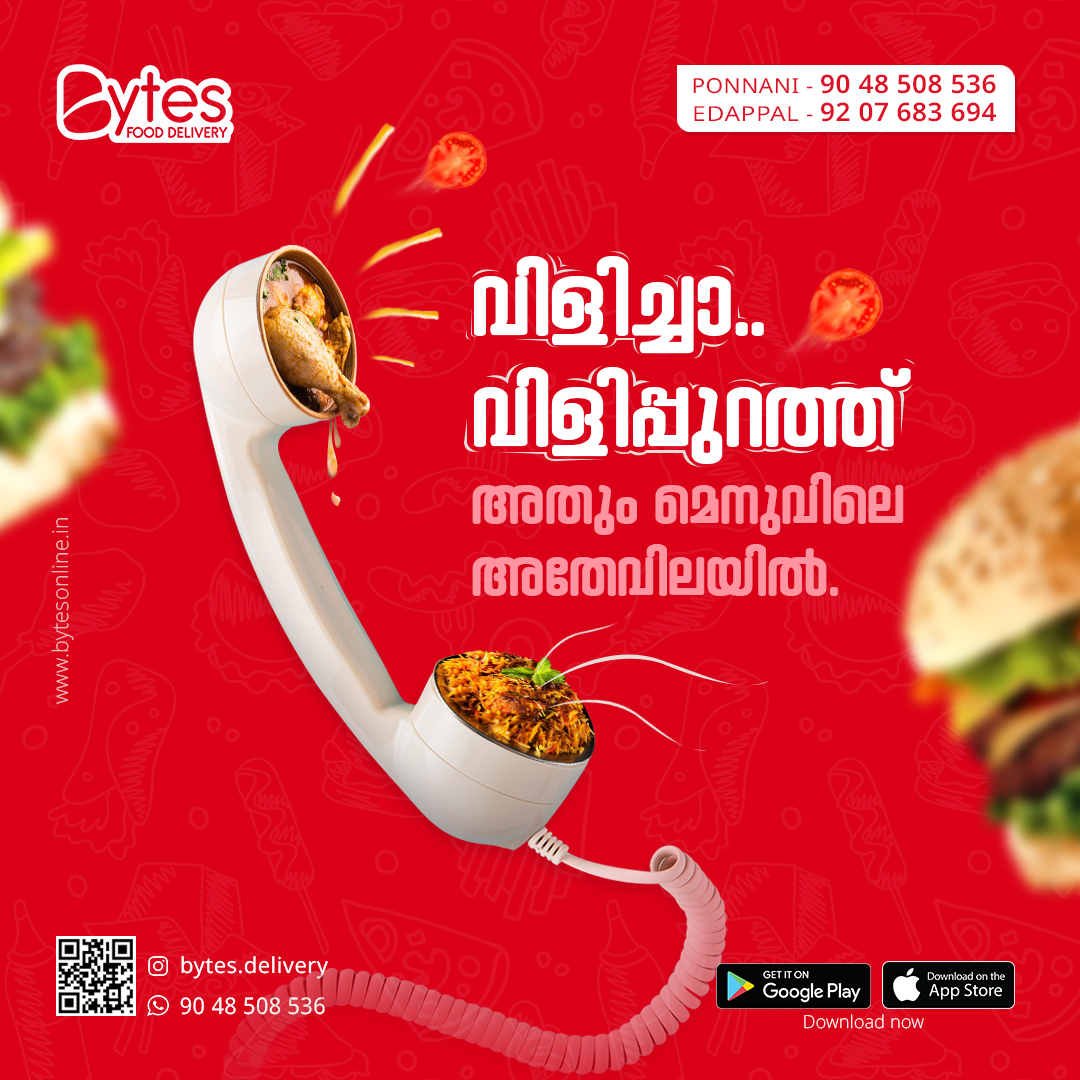 Bytes
FOOD DELIVERY
PONNANI - 90 48 508 536
EDAPPAL - 92 07 683 694
വിളിച്ചാ..
വിളിപ്പുറത്ത്
അതും മെനുവിലെ
അതേവിലയിൽ.
www.bytesonline.in
bytes.delivery
90 48 508 536
GET IT ON
Google Play
Download on the
App Store
Download now